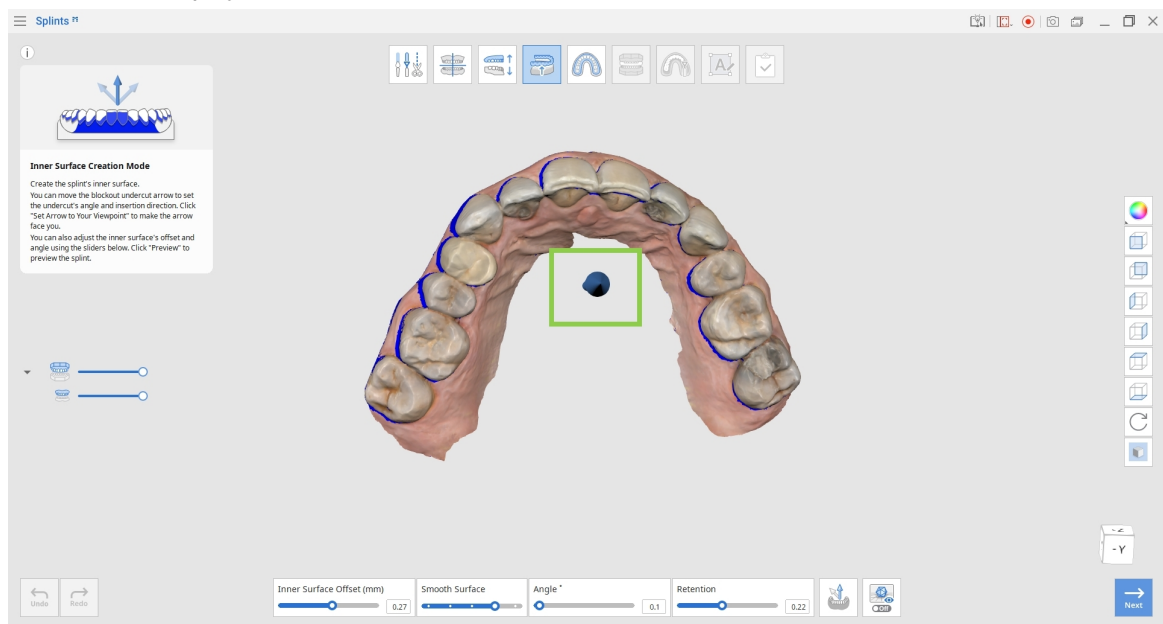 Splints
Inner Surface Creation Mode
Create the splint's inner surface.
You can move the blockout undercut arrow to set
the undercut's angle and insertion direction. Click
"Set Arrow to Your Viewpoint" to make the arrow
face you.
You can also adjust the inner surface's offset and
angle using the sliders below. Click "Preview" to
preview the splint.
A
- Y
Undo
Redo
Inner Surface Offset (mm)
0.27
Smooth Surface
Angle °
0.1
Retention
0.22
Off
Next